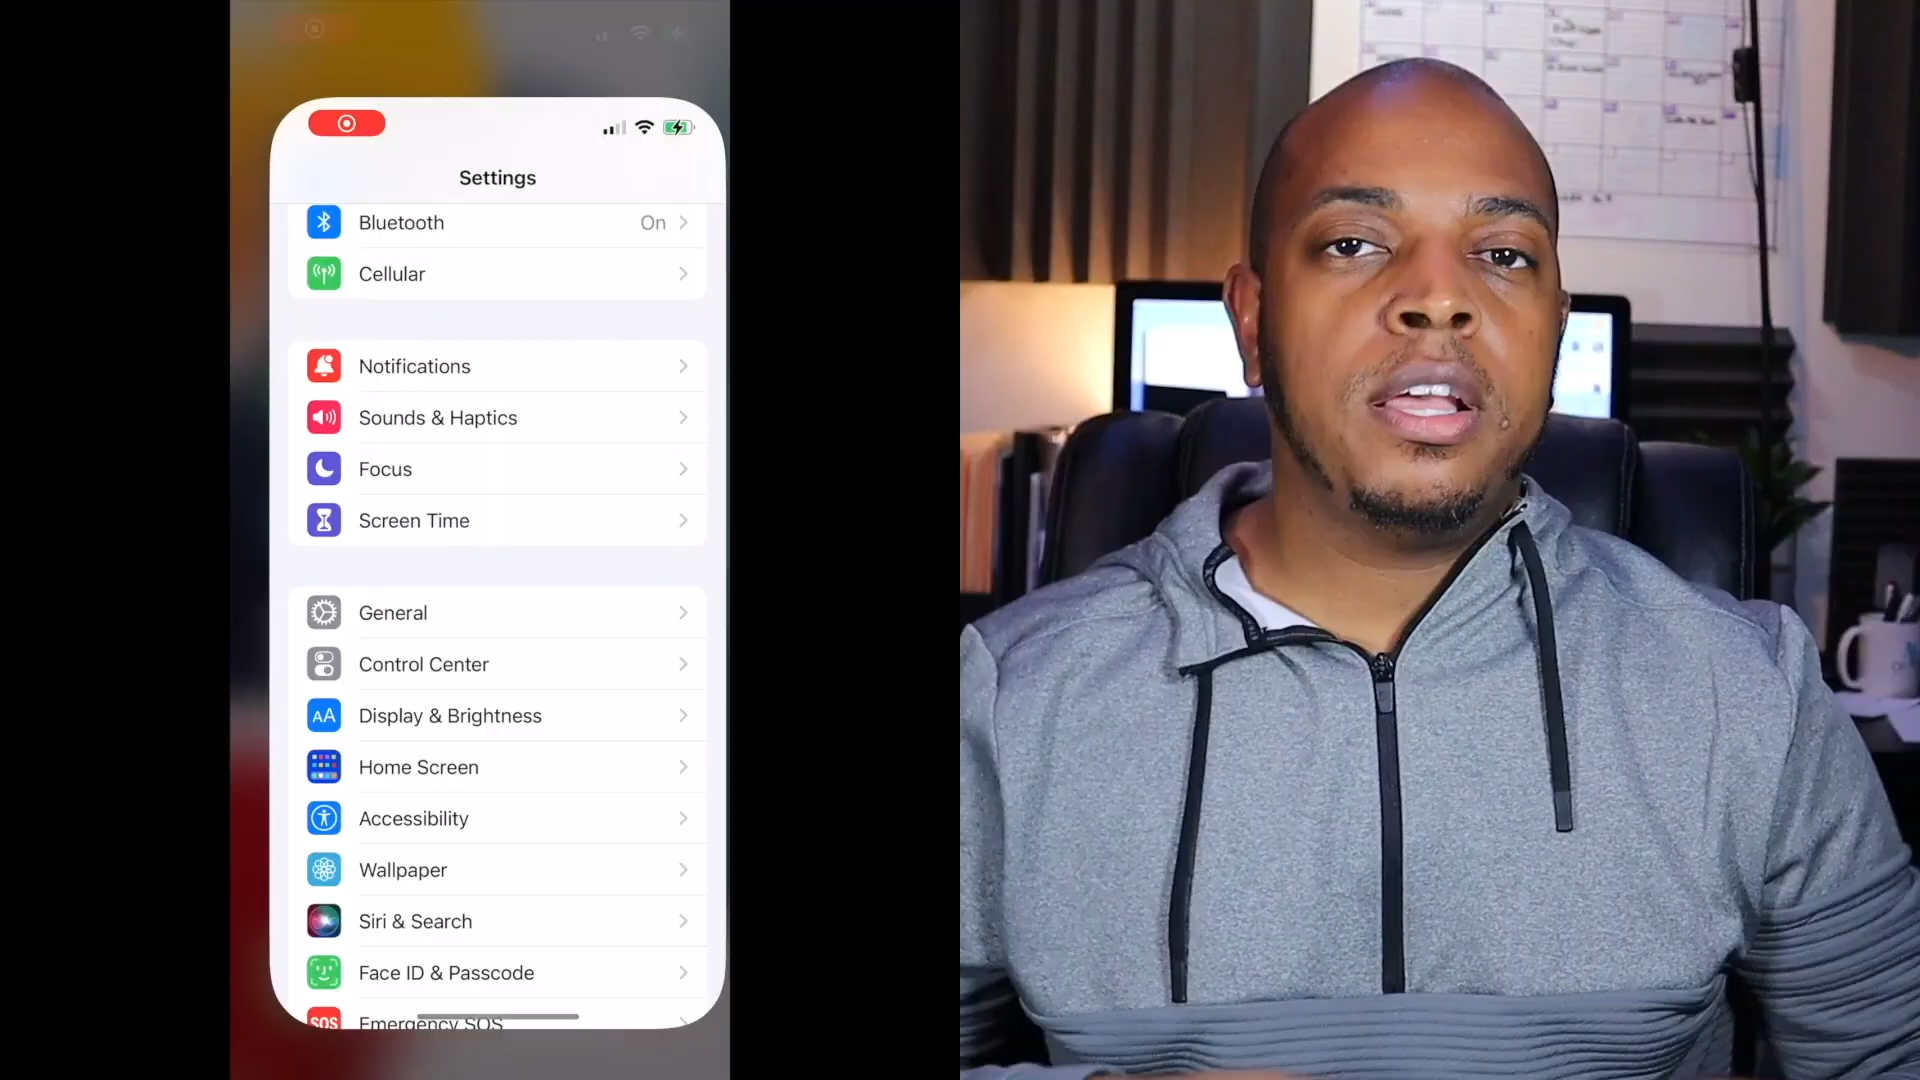 Settings
Bluetooth On
Cellular
Notifications
Sounds & Haptics
Focus
Screen Time
General
Control Center
AA Display & Brightness
Home Screen
Accessibility
Wallpaper
Siri & Search
Face ID & Passcode
SOS Emergency SOS